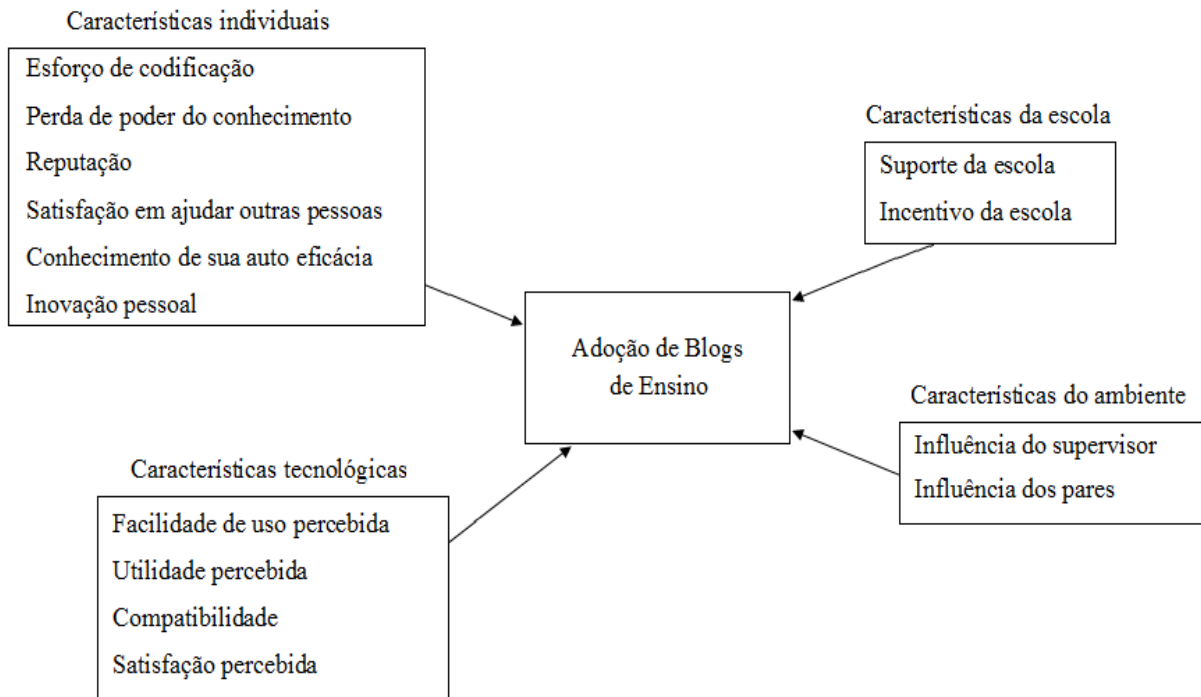 Características individuais
Esforço de codificação
Perda de poder do conhecimento
Reputação
Satisfação em ajudar outras pessoas
Conhecimento de sua auto eficácia
Inovação pessoal
Características da escola
Suporte da escola
Incentivo da escola
Adoção de Blogs
de Ensino
Características do ambiente
Influência do supervisor
Influência dos pares
Características tecnológicas
Facilidade de uso percebida
Utilidade percebida
Compatibilidade
Satisfação percebida